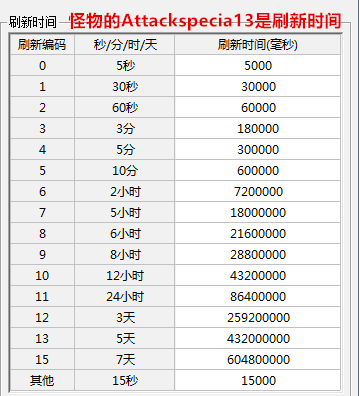 刷新时间 怪物的Attackspecia13是刷新时间
刷新编码 秒/分/时/天 刷新时间(毫秒)
0 5秒 5000
1 30秒 30000
2 60秒 60000
3 3分 180000
4 5分 300000
5 10分 600000
6 2小时 7200000
7 5小时 18000000
8 6小时 21600000
9 8小时 28800000
10 12小时 43200000
11 24小时 86400000
12 3天 259200000
13 5天 432000000
15 7天 604800000
其他 15秒 15000